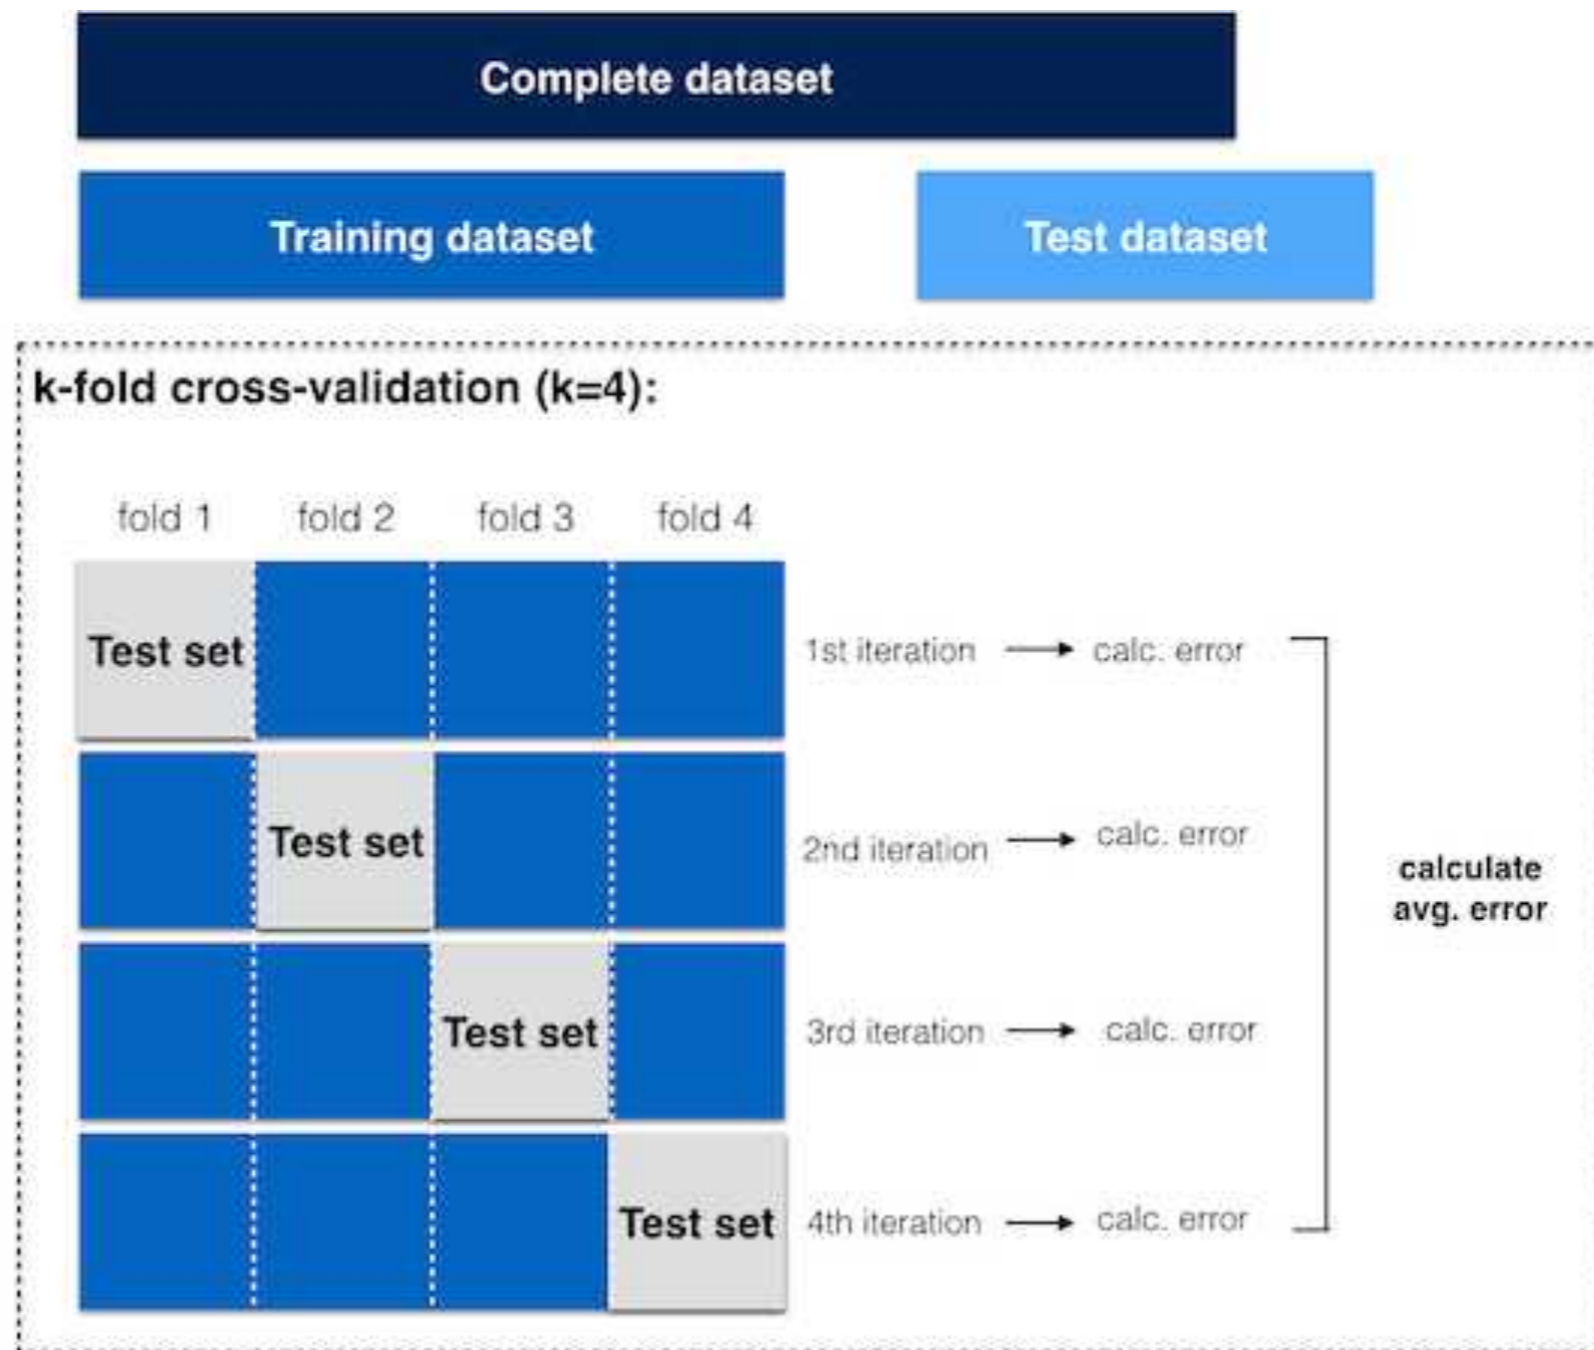 Complete dataset
Training dataset
Test dataset
k-fold cross-validation (k=4):
fold 1
fold 2
fold 3
fold 4
Test set
1st iteration
calc. error
Test set
2nd iteration
calc. error
calculate
avg. error
Test set
3rd iteration
calc. error
Test set
4th iteration
calc. error